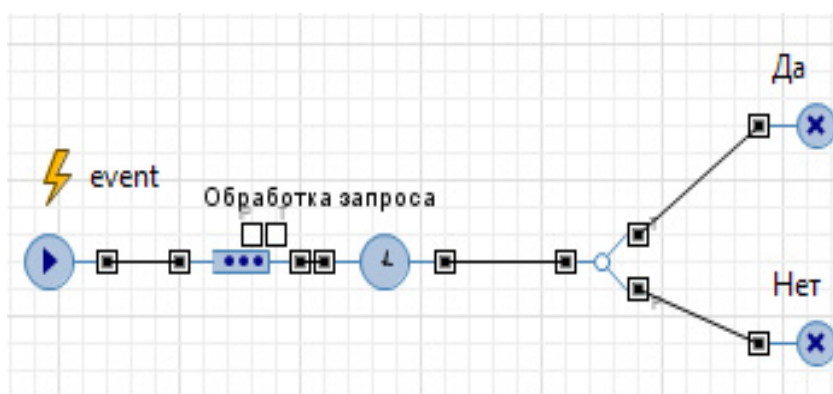 Да
event
Обработка запроса
P T
T
Нет
F